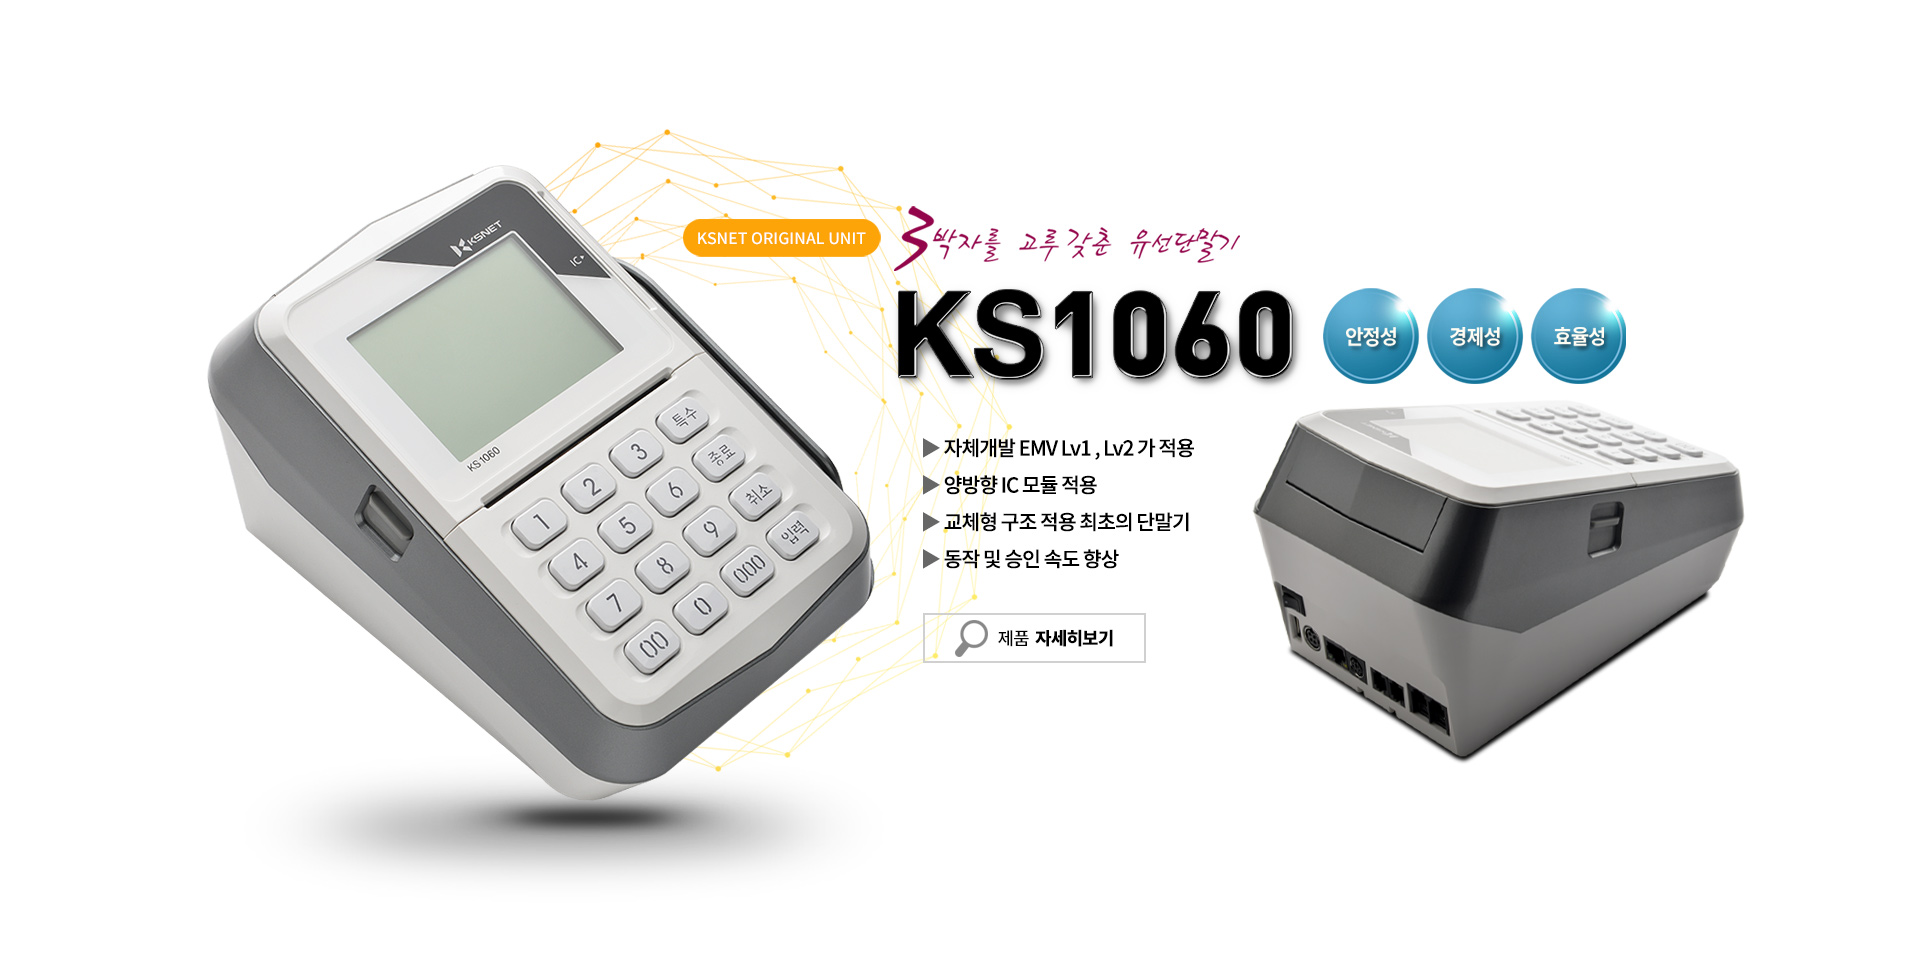 KSNET ORIGINAL UNIT
3박자를 고루 갖춘 유선단말기
KS1060
안정성 경제성 효율성
▶ 자체개발 EMV Lv1 , Lv2 가 적용
▶ 양방향 IC 모듈 적용
▶ 교체형 구조 적용 최초의 단말기
▶ 동작 및 승인 속도 향상
제품 자세히보기
KSNET
IC
KS1060
1 2 3 특수
4 5 6 종료
7 8 9 취소
00 0 000 입력